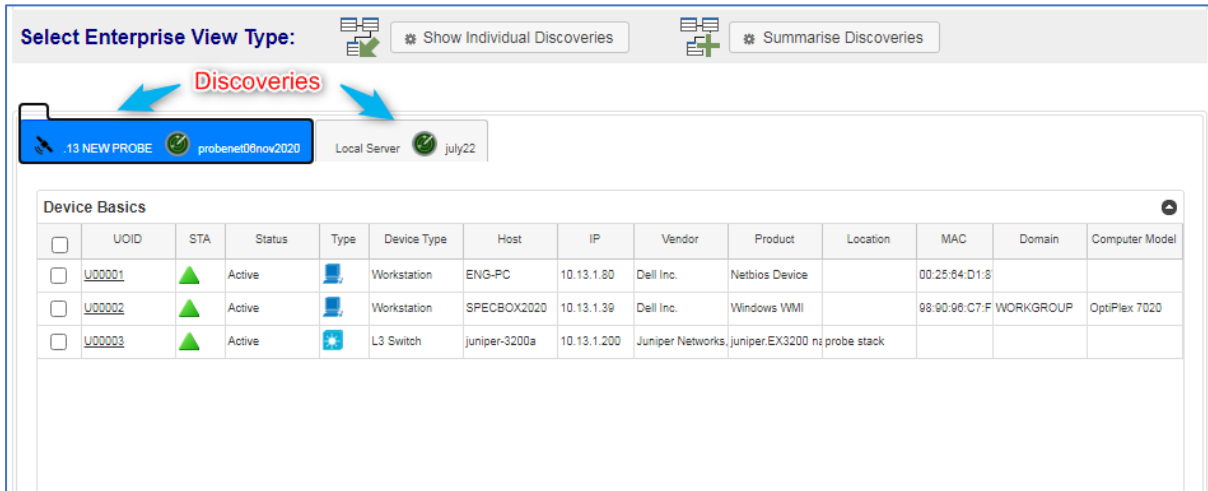 Select Enterprise View Type: Show Individual Discoveries Summarise Discoveries
Discoveries
.13 NEW PROBE probenet06nov2020 Local Server july22
Device Basics
UOID STA Status Type Device Type Host IP Vendor Product Location MAC Domain Computer Model
U00001 Active Workstation ENG-PC 10.13.1.80 Dell Inc. Netbios Device 00:25:64:D1:8
U00002 Active Workstation SPECBOX2020 10.13.1.39 Dell Inc. Windows WMI 98:90:96:C7:F WORKGROUP OptiPlex 7020
U00003 Active L3 Switch juniper-3200a 10.13.1.200 Juniper Networks, juniper.EX3200 na probe stack